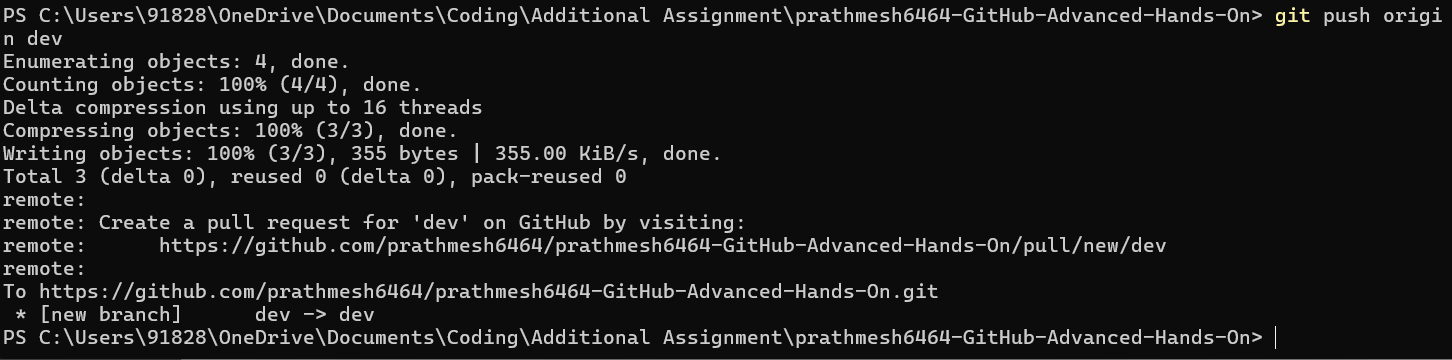 PS C:\Users\91828\OneDrive\Documents\Coding\Additional Assignment\prathmesh6464-GitHub-Advanced-Hands-On> git push origi
n dev
Enumerating objects: 4, done.
Counting objects: 100% (4/4), done.
Delta compression using up to 16 threads
Compressing objects: 100% (3/3), done.
Writing objects: 100% (3/3), 355 bytes | 355.00 KiB/s, done.
Total 3 (delta 0), reused 0 (delta 0), pack-reused 0
remote:
remote: Create a pull request for 'dev' on GitHub by visiting:
remote:      https://github.com/prathmesh6464/prathmesh6464-GitHub-Advanced-Hands-On/pull/new/dev
remote:
To https://github.com/prathmesh6464/prathmesh6464-GitHub-Advanced-Hands-On.git
 * [new branch]      dev -> dev
PS C:\Users\91828\OneDrive\Documents\Coding\Additional Assignment\prathmesh6464-GitHub-Advanced-Hands-On>